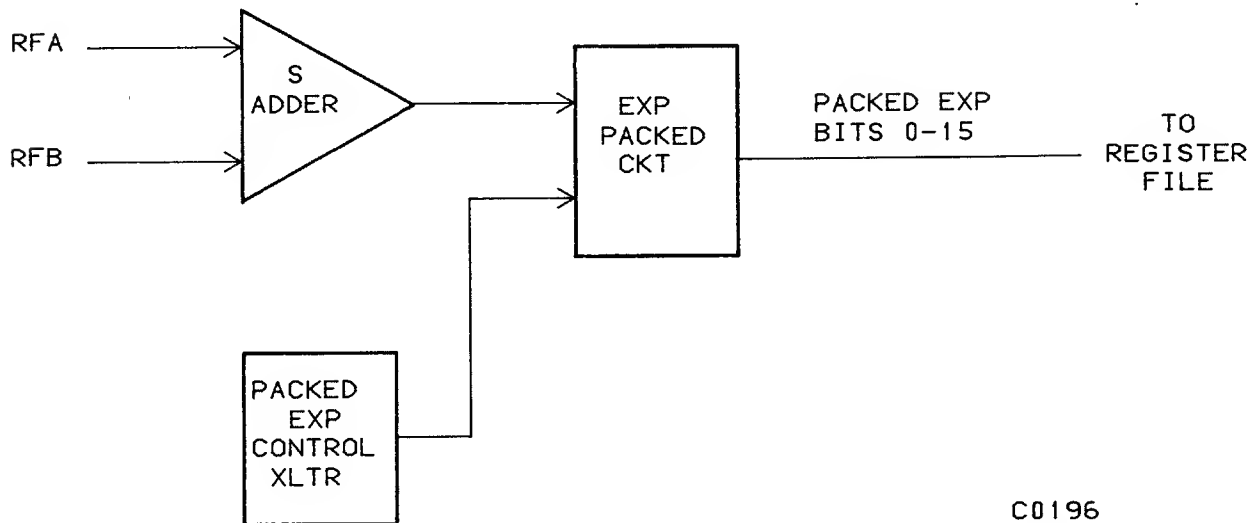 RFA
S
ADDER
RFB
EXP
PACKED
CKT
PACKED EXP
BITS 0-15
TO
REGISTER
FILE
PACKED
EXP
CONTROL
XLTR
C0196